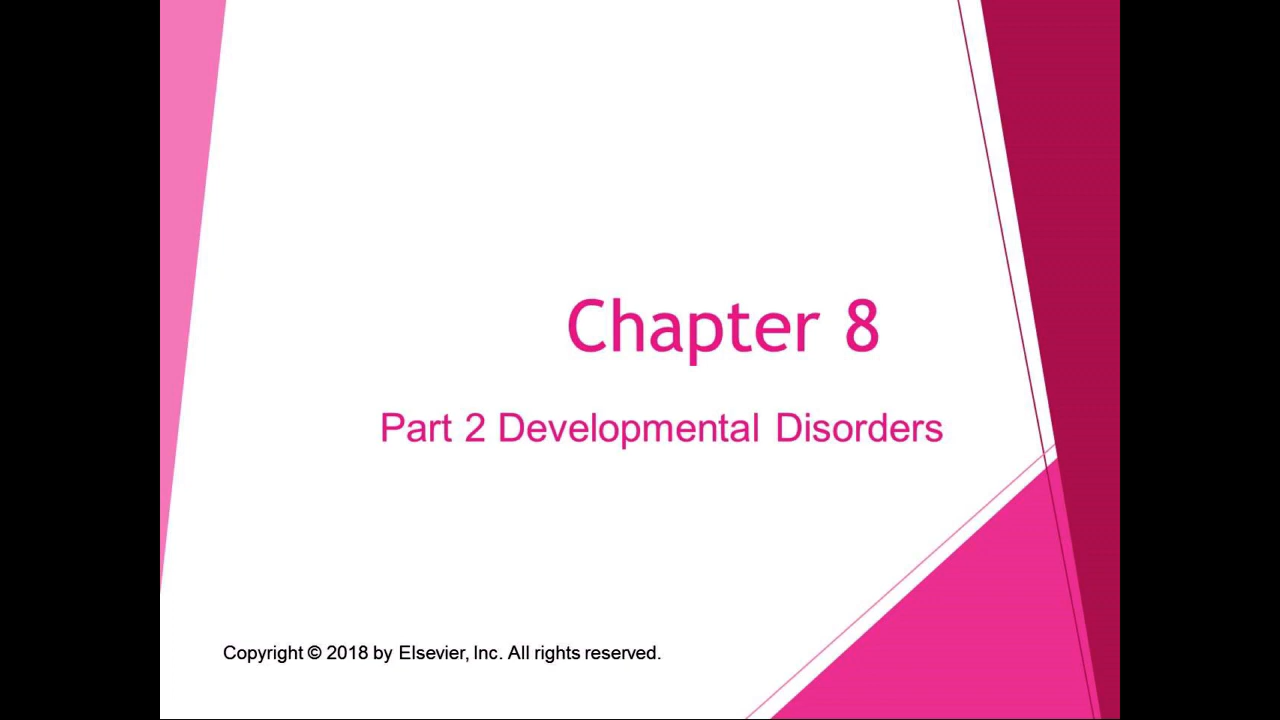 Chapter 8
Part 2 Developmental Disorders
Copyright © 2018 by Elsevier, Inc. All rights reserved.